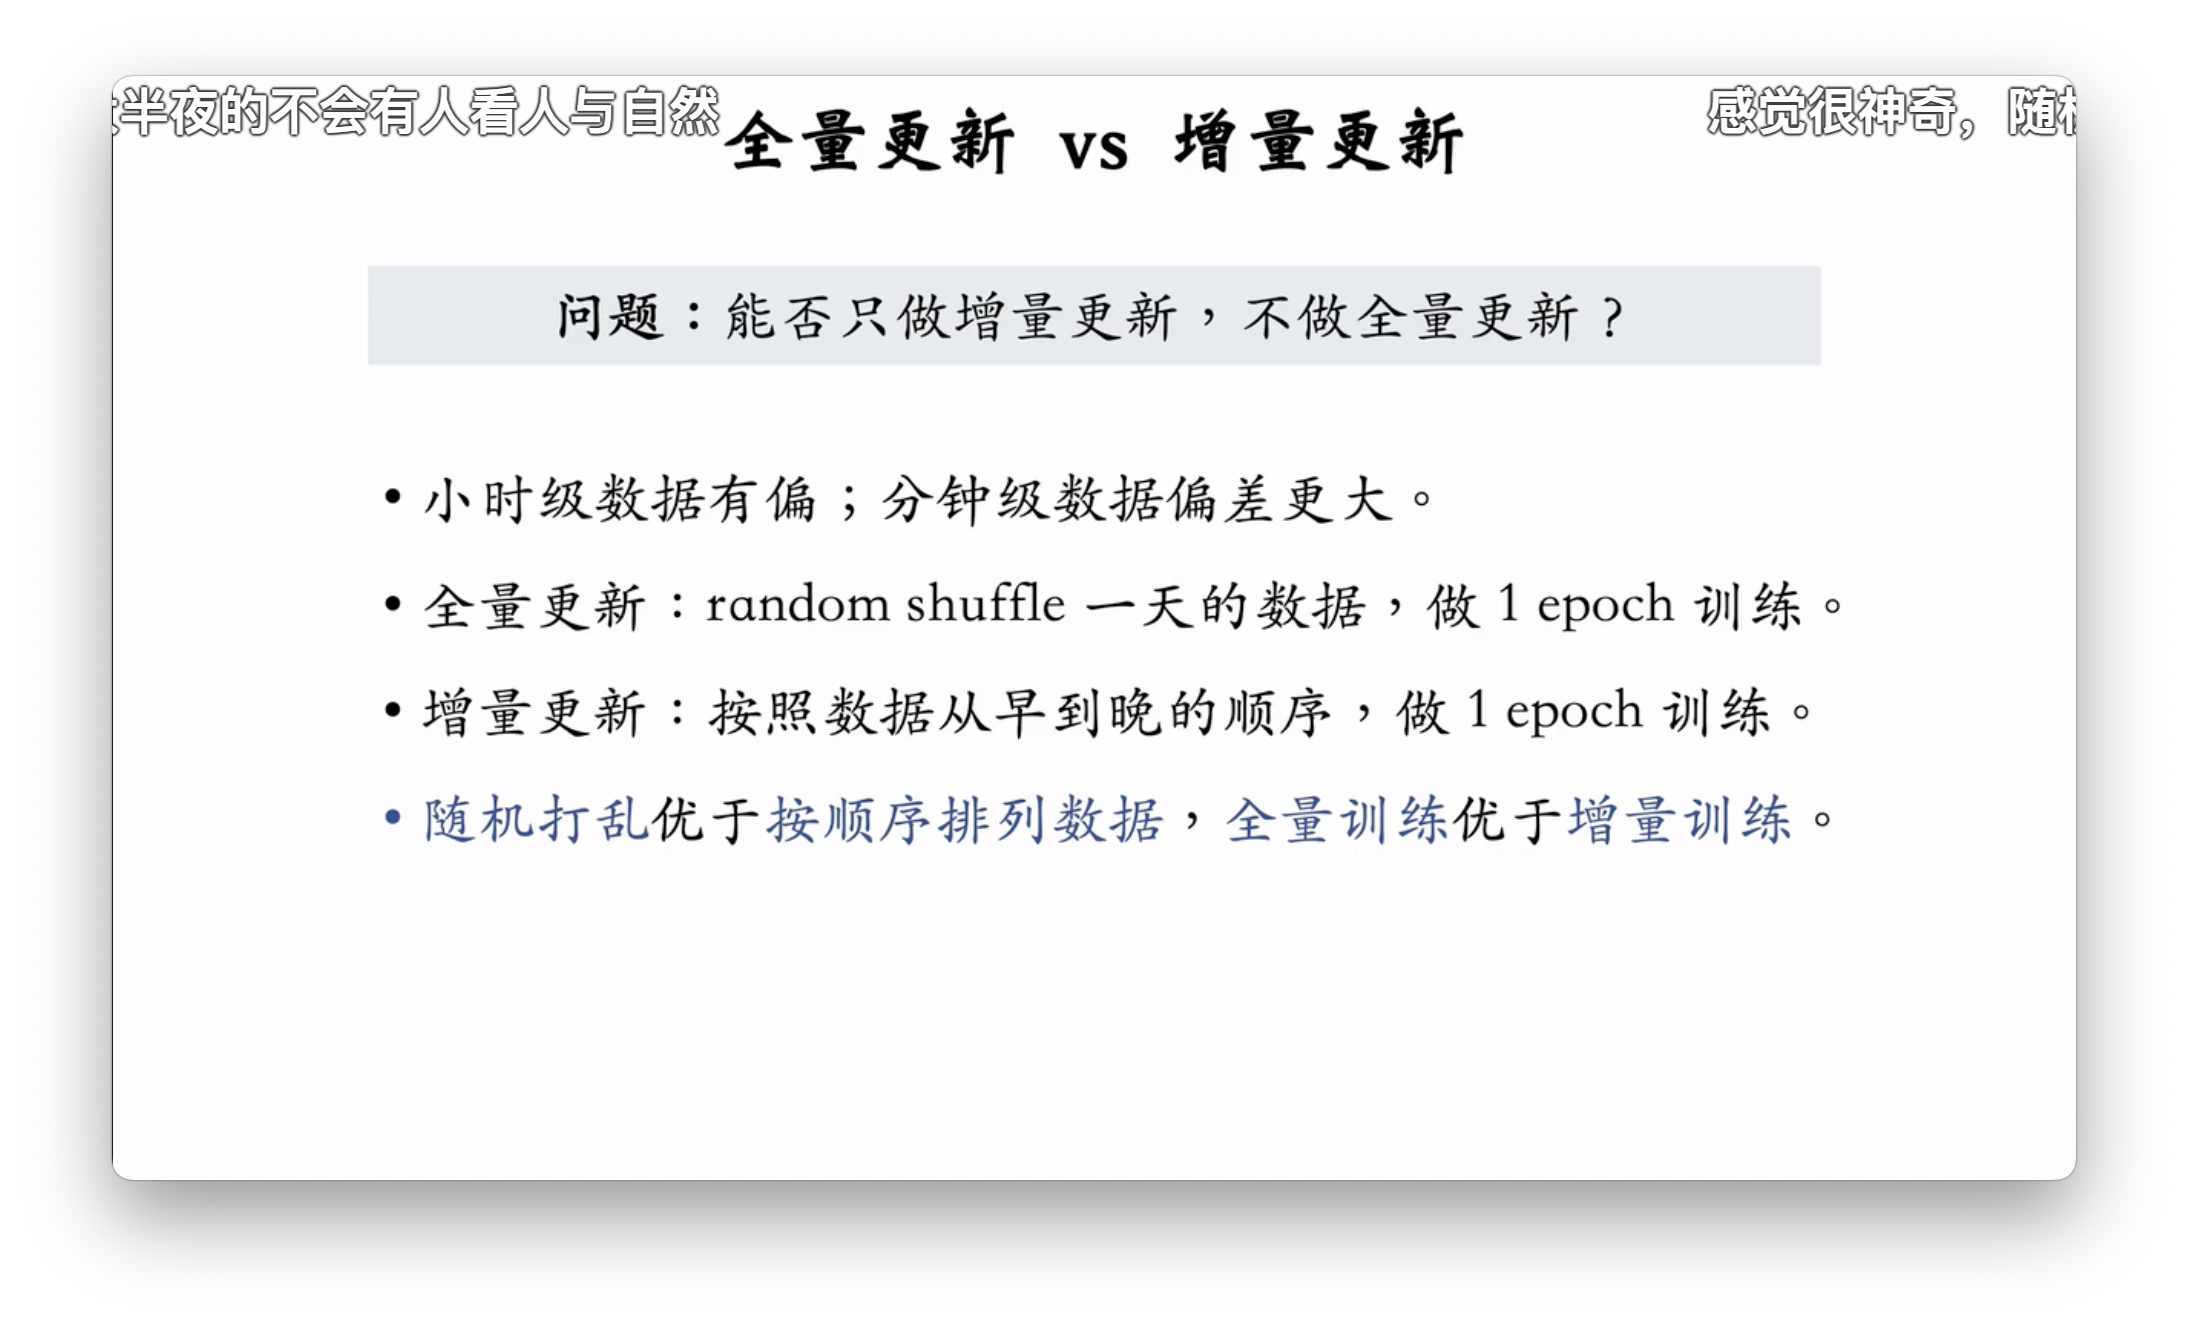 半夜的不会有人看人与自然
感觉很神奇，随
全量更新 vs 增量更新
问题：能否只做增量更新，不做全量更新？
• 小时级数据有偏；分钟级数据偏差更大。
• 全量更新：random shuffle 一天的数据，做 1 epoch 训练。
• 增量更新：按照数据从早到晚的顺序，做 1 epoch 训练。
• 随机打乱优于按顺序排列数据，全量训练优于增量训练。